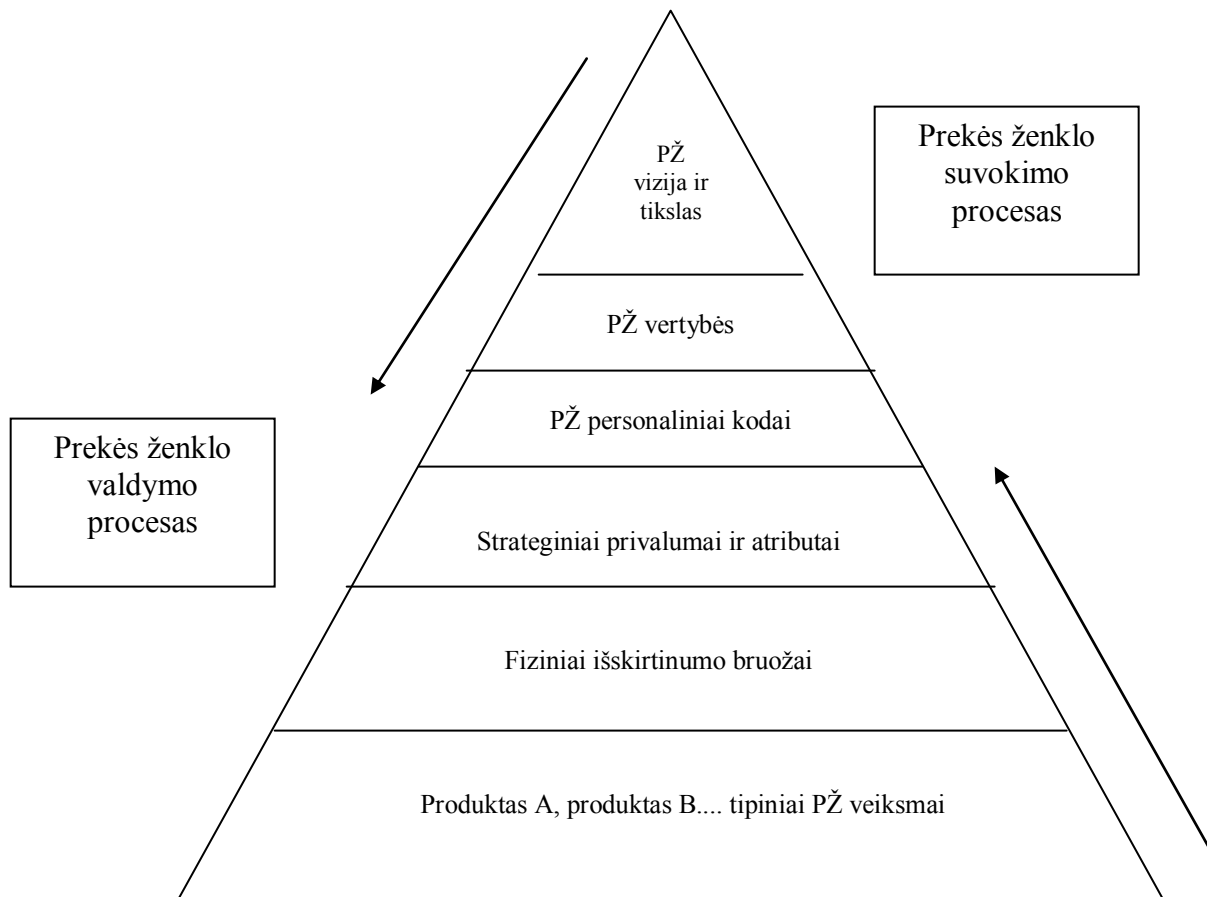 PŽ
vizija ir
tikslas
Prekės ženklo
suvokimo
procesas
PŽ vertybės
PŽ personaliniai kodai
Prekės ženklo
valdymo
procesas
Strateginiai privalumai ir atributai
Fiziniai išskirtinumo bruožai
Produktas A, produktas B.... tipiniai PŽ veiksmai